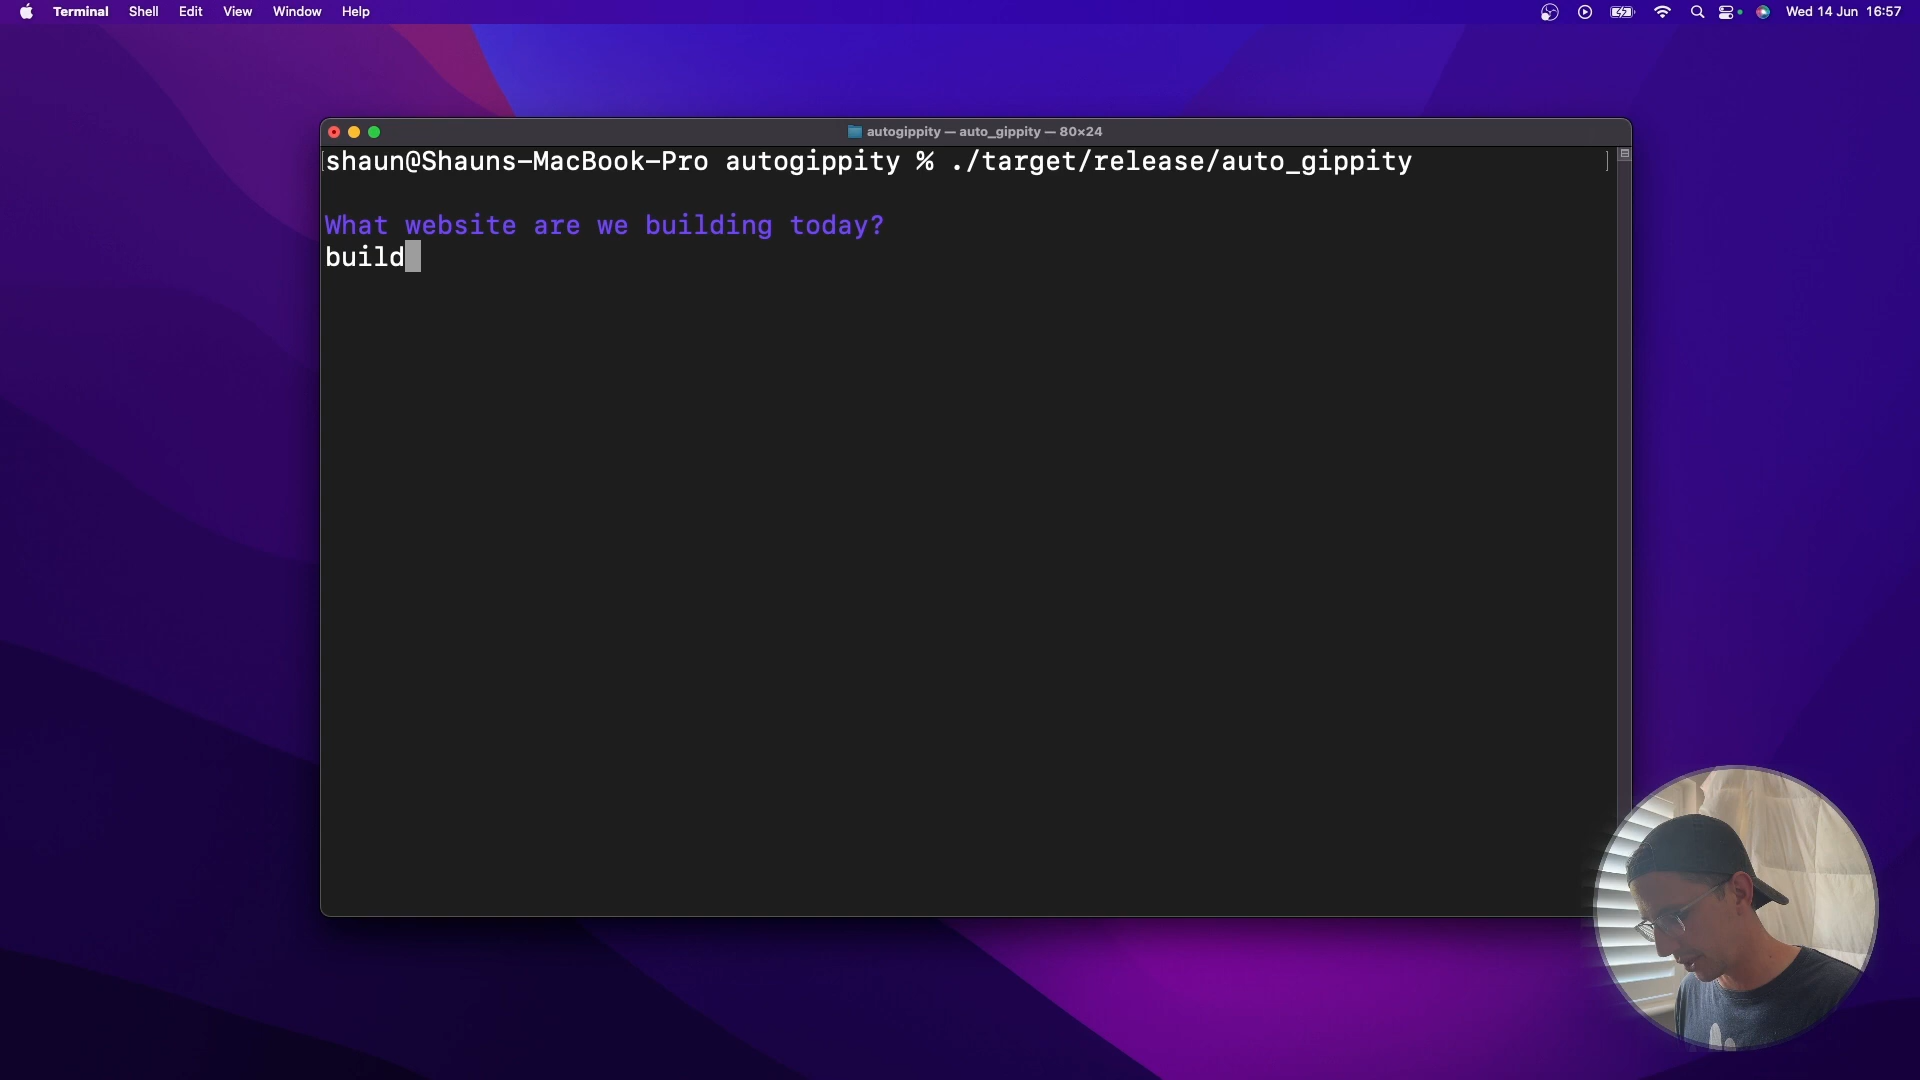 Terminal Shell Edit View Window Help Wed 14 Jun 16:57
autogippity — auto_gippity — 80×24
shaun@Shauns-MacBook-Pro autogippity % ./target/release/auto_gippity
What website are we building today?
build